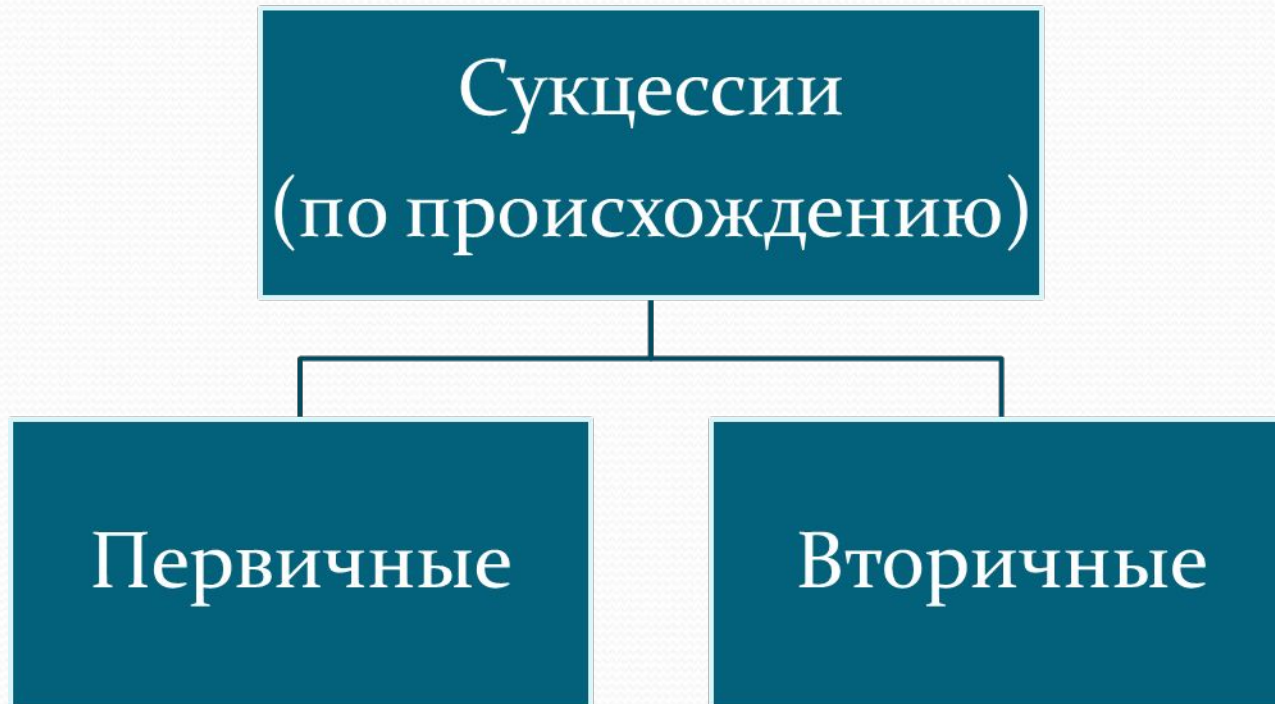 Сукцессии
(по происхождению)
Первичные
Вторичные